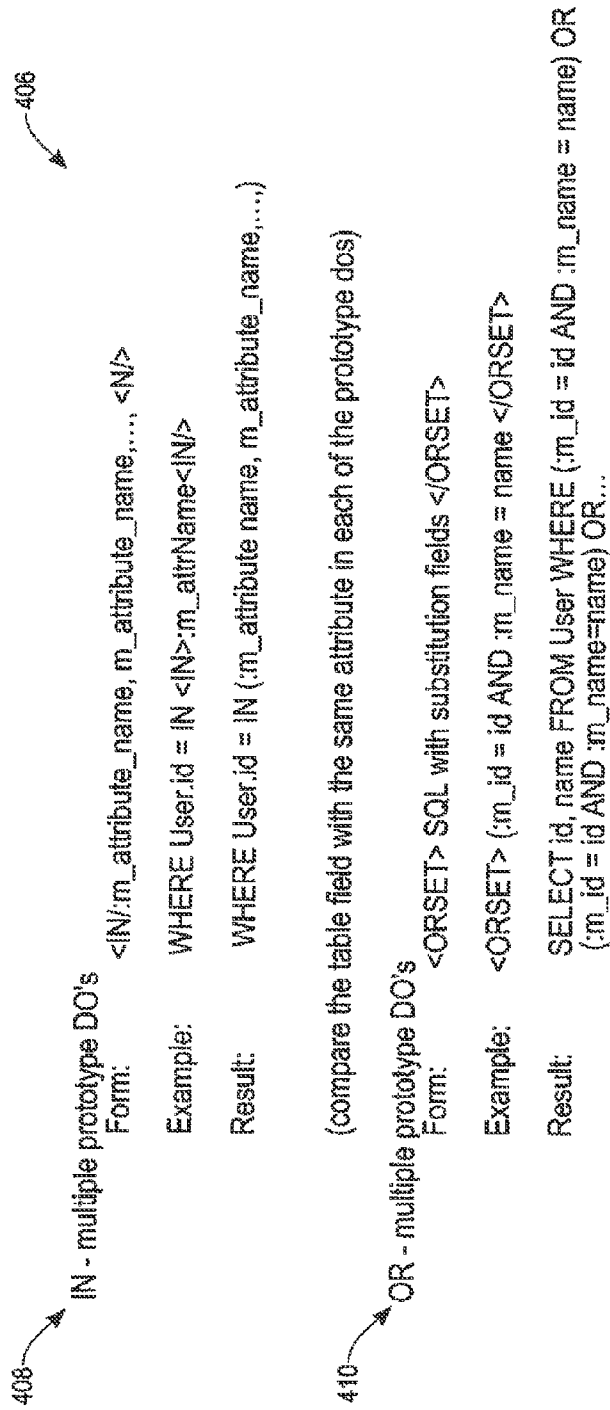 406
408
IN - multiple prototype DO's
Form: <IN/:m_attribute_name, m_attribute_name,..., <N/>
Example: WHERE User.id = IN <IN>:m_attrName<IN/>
Result: WHERE User.id = IN (:m_attribute name, m_attribute_name,...,)
(compare the table field with the same attribute in each of the prototype dos)
410
OR - multiple prototype DO's
Form: <ORSET> SQL with substitution fields </ORSET>
Example: <ORSET> (:m_id = id AND :m_name = name </ORSET>
Result: SELECT id, name FROM User WHERE (:m_id = id AND :m_name = name) OR
(:m_id = id AND :m_name=name) OR...